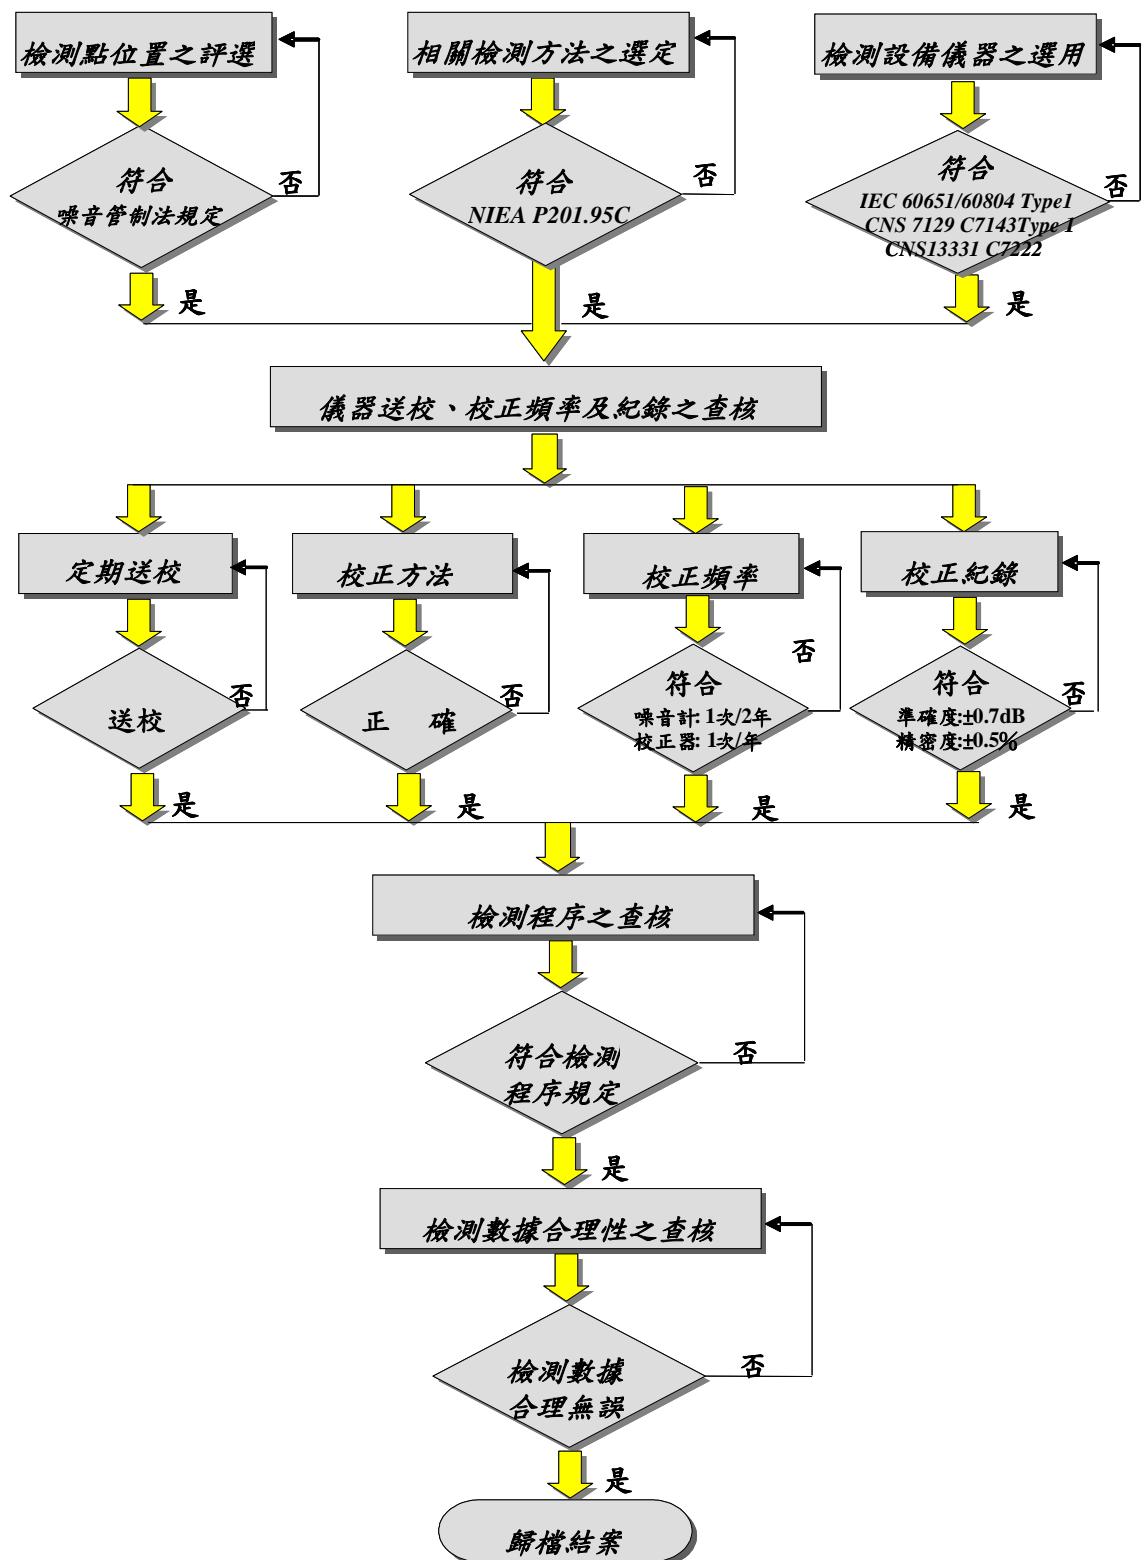 檢測點位置之評選
相關檢測方法之選定
檢測設備儀器之選用
符合
噪音管制法規定
否
符合
NIEA P201.95C
否
符合
IEC 60651/60804 Type1
CNS 7129 C7143Type 1
CNS13331 C7222
否
是
是
是
儀器送校、校正頻率及紀錄之查核
定期送校
校正方法
校正頻率
校正紀錄
送校
否
正 確
否
符合
噪音計: 1次/2年
校正器: 1次/年
否
符合
準確度:±0.7dB
精密度:±0.5%
否
是
是
是
是
檢測程序之查核
符合檢測
程序規定
否
是
檢測數據合理性之查核
檢測數據
合理無誤
否
是
歸檔結案